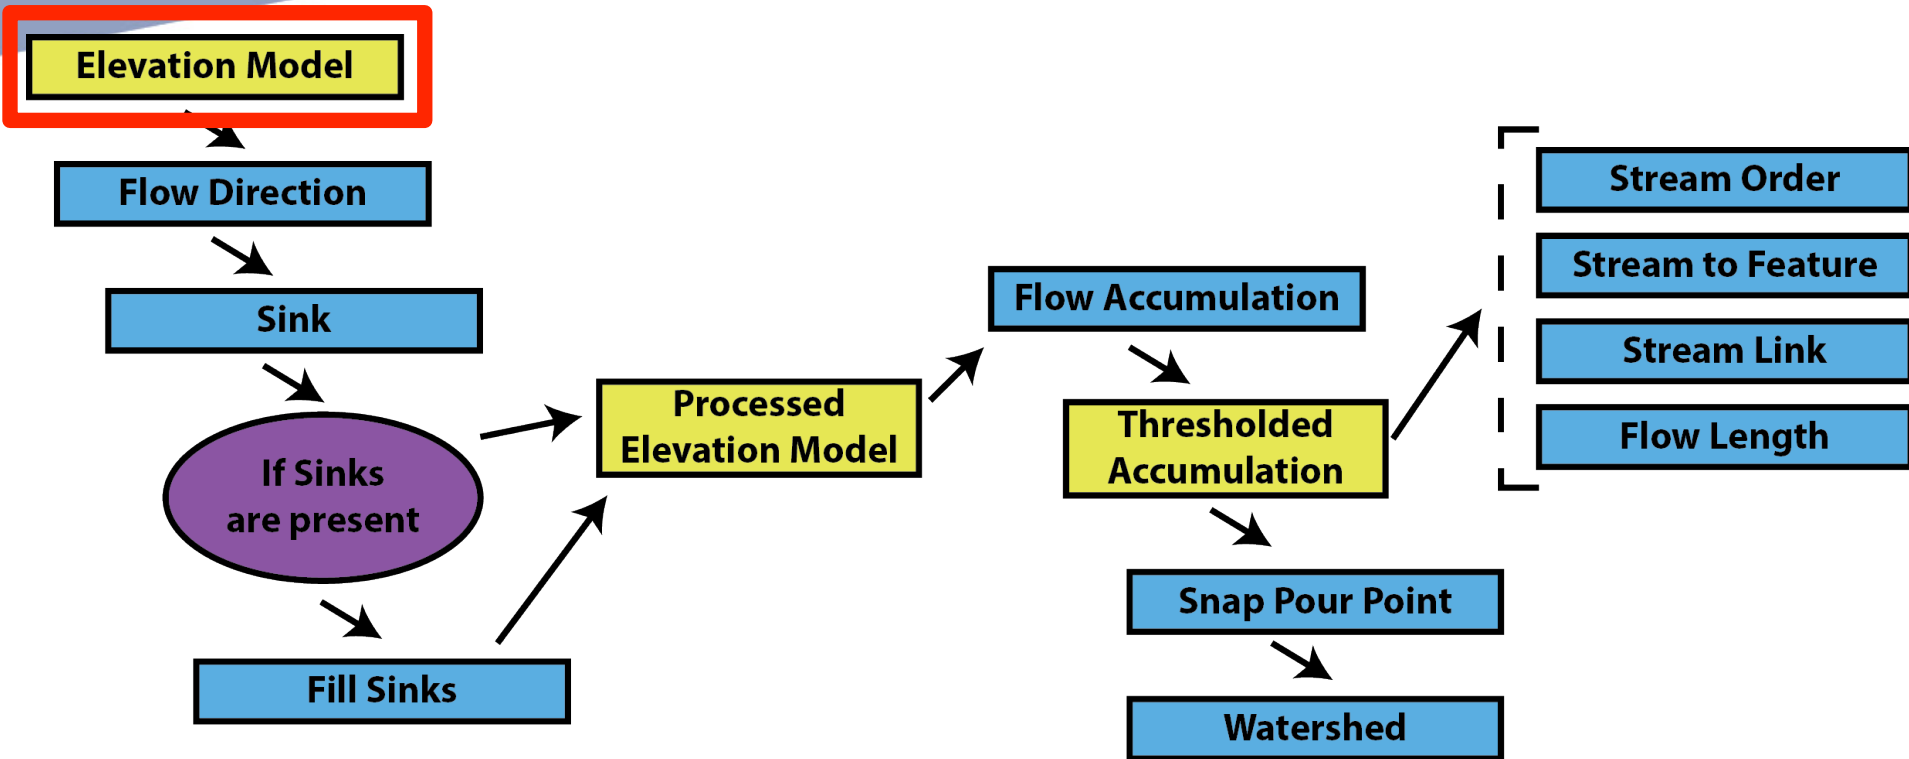 Elevation Model
Flow Direction
Sink
If Sinks
are present
Fill Sinks
Processed
Elevation Model
Flow Accumulation
Thresholded
Accumulation
Snap Pour Point
Watershed
Stream Order
Stream to Feature
Stream Link
Flow Length